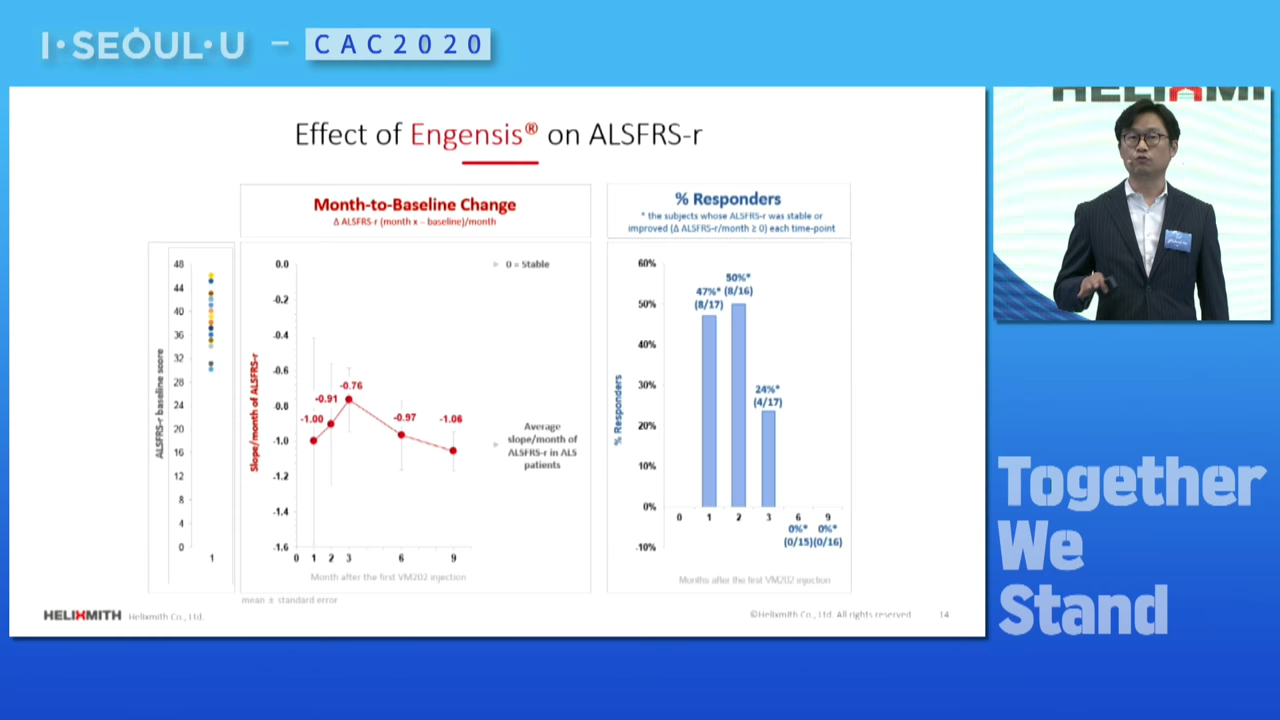 I·SEOUL·U – CAC2020
HELIXMI
Effect of Engensis® on ALSFRS-r
Month-to-Baseline Change
Δ ALSFRS-r (month x – baseline)/month
% Responders
* the subjects whose ALSFRS-r was stable or
improved (Δ ALSFRS-r/month ≥ 0) each time-point
ALSFRS-r baseline score
48
44
40
36
32
28
24
20
16
12
8
4
0
1
Slope/month of ALSFRS-r
0.0
-0.2
-0.4
-0.6
-0.8
-1.0
-1.2
-1.4
-1.6
-1.00
-0.91
-0.76
-0.97
-1.06
0 = Stable
Average
slope/month of
ALSFRS-r in ALS
patients
0 1 2 3 6 9
Month after the first VM202 injection
mean ± standard error
% Responders
60%
50%
40%
30%
20%
10%
0%
-10%
47*%
(8/17)
50%*
(8/16)
24%*
(4/17)
0 1 2 3 6 9
0%* 0%*
(0/15)(0/16)
Months after the first VM202 injection
HELIXMITH Helixmith Co., Ltd.
©Helixmith Co., Ltd. All rights reserved 14
Together
We
Stand